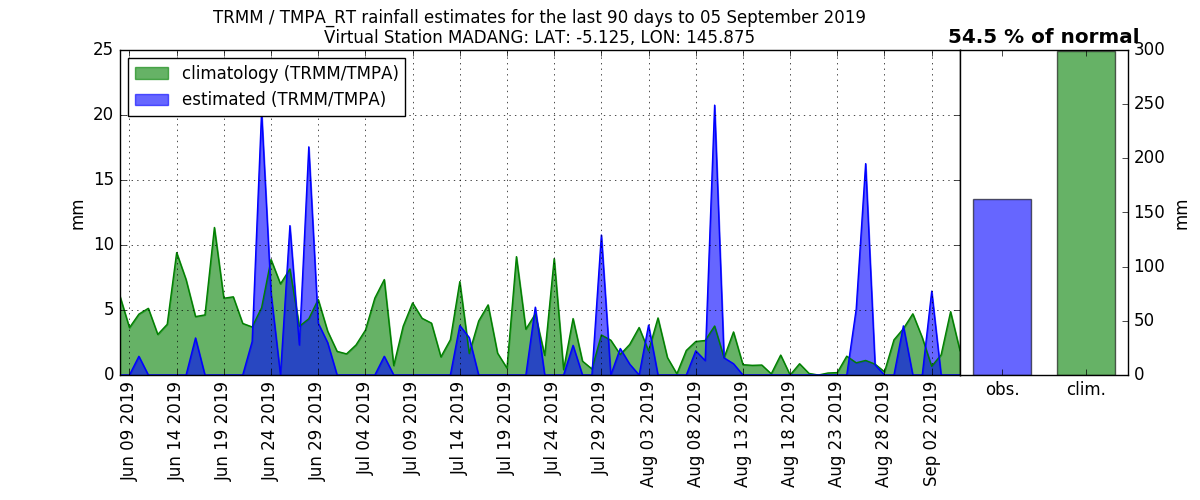 TRMM / TMPA_RT rainfall estimates for the last 90 days to 05 September 2019
Virtual Station MADANG: LAT: -5.125, LON: 145.875
54.5 % of normal
climatology (TRMM/TMPA)
estimated (TRMM/TMPA)
25
20
15
10
5
0
mm
Jun 09 2019
Jun 14 2019
Jun 19 2019
Jun 24 2019
Jun 29 2019
Jul 04 2019
Jul 09 2019
Jul 14 2019
Jul 19 2019
Jul 24 2019
Jul 29 2019
Aug 03 2019
Aug 08 2019
Aug 13 2019
Aug 18 2019
Aug 23 2019
Aug 28 2019
Sep 02 2019
obs.
clim.
300
250
200
150
100
50
0
mm